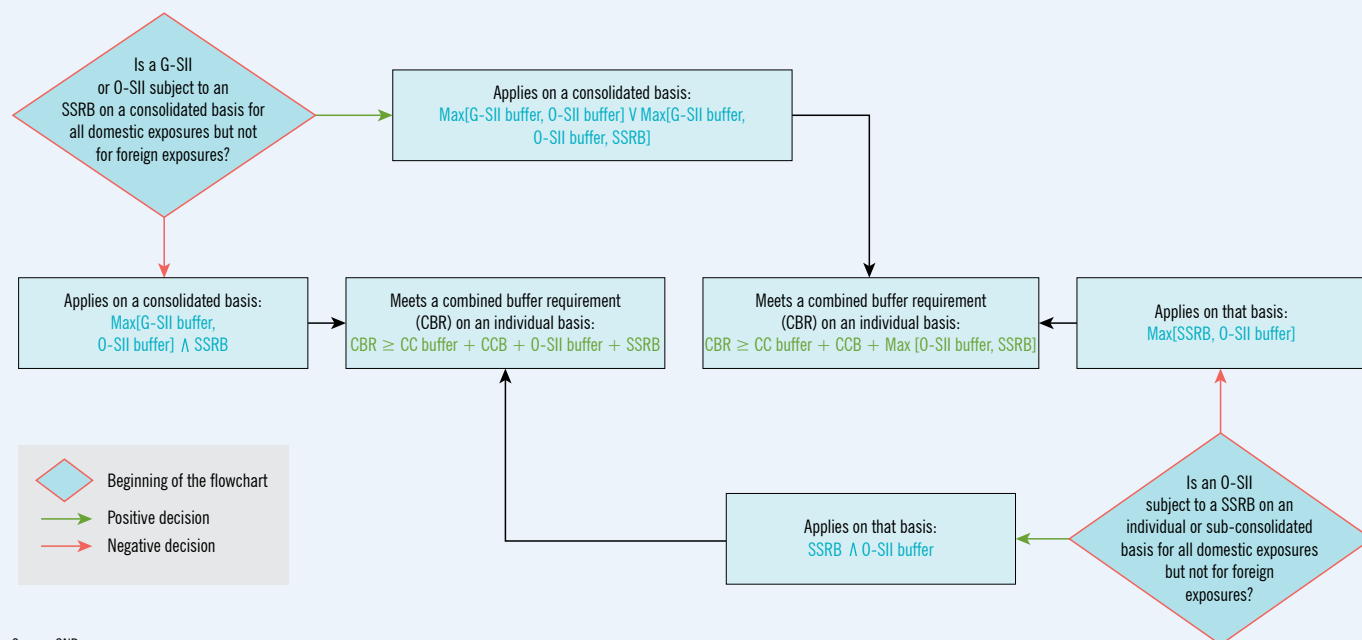 Is a G-SII
or O-SII subject to an
SSRB on a consolidated basis for
all domestic exposures but not
for foreign exposures?
Applies on a consolidated basis:
Max[G-SII buffer, O-SII buffer] V Max[G-SII buffer,
O-SII buffer, SSRB]
Applies on a consolidated basis:
Max[G-SII buffer,
O-SII buffer] Λ SSRB
Meets a combined buffer requirement
(CBR) on an individual basis:
CBR ≥ CC buffer + CCB + O-SII buffer + SSRB
Meets a combined buffer requirement
(CBR) on an individual basis:
CBR ≥ CC buffer + CCB + Max [O-SII buffer, SSRB]
Applies on that basis:
Max[SSRB, O-SII buffer]
Beginning of the flowchart
Positive decision
Negative decision
Applies on that basis:
SSRB Λ O-SII buffer
Is an O-SII
subject to a SSRB on an
individual or sub-consolidated
basis for all domestic exposures
but not for foreign
exposures?